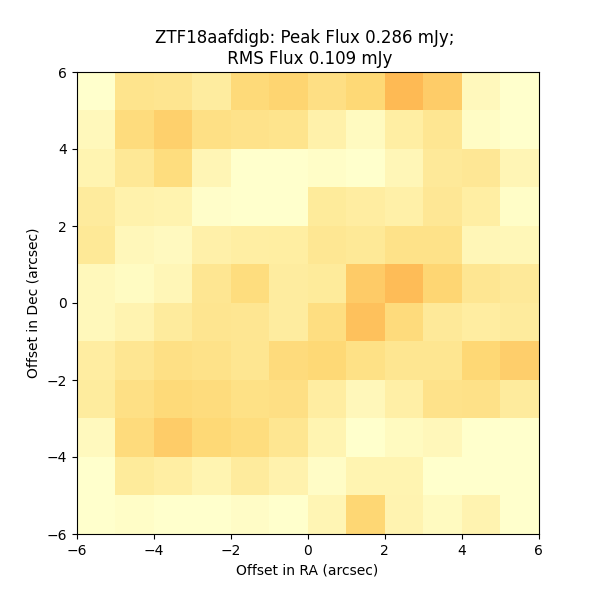 ZTF18aafdigb: Peak Flux 0.286 mJy;
RMS Flux 0.109 mJy
6
4
2
0
−2
−4
−6
Offset in Dec (arcsec)
−6 −4 −2 0 2 4 6
Offset in RA (arcsec)